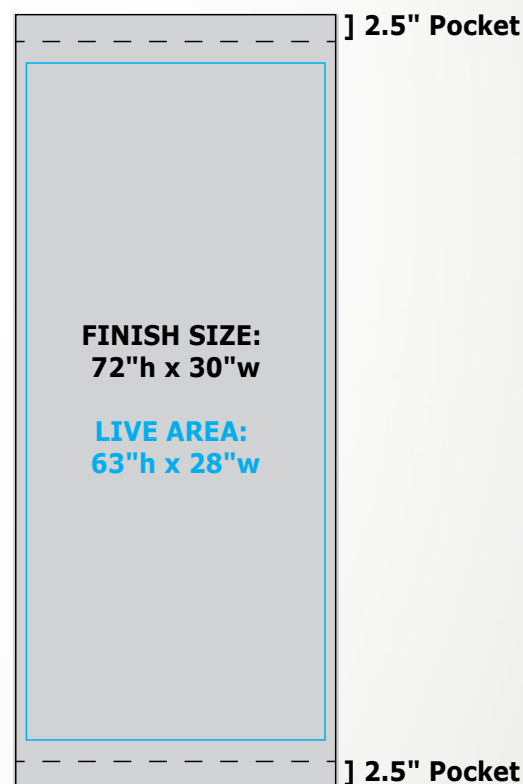 ] 2.5" Pocket
FINISH SIZE:
72"h x 30"w
LIVE AREA:
63"h x 28"w
] 2.5" Pocket